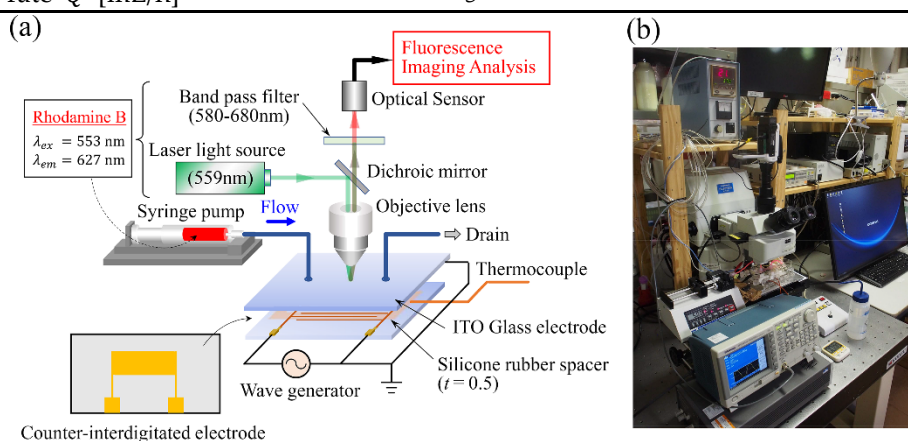 rate Q [mL/h]
(a)
(b)
Fluorescence
Imaging Analysis
Optical Sensor
Band pass filter
(580-680nm)
Rhodamine B
λex = 553 nm
λem = 627 nm
Laser light source
(559nm)
Dichroic mirror
Syringe pump
Flow
Objective lens
Drain
Thermocouple
ITO Glass electrode
Silicone rubber spacer
(t = 0.5)
Wave generator
Counter-interdigitated electrode